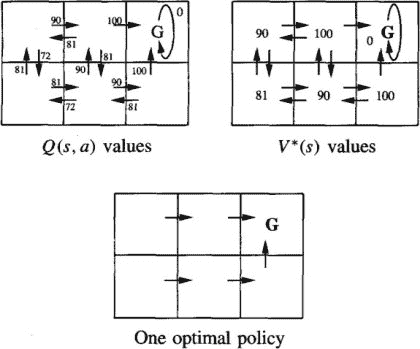 0
90 100 G
81
72 81
81 90 100
81 90
72 81
Q(s, a) values
90 100 G
0
81 90 100
V*(s) values
G
One optimal policy